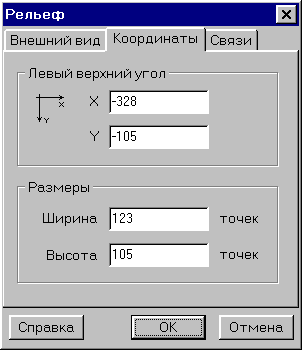 Рельеф
Внешний вид Координаты Связи
Левый верхний угол
X X -328
Y Y -105
Размеры
Ширина 123 точек
Высота 105 точек
Справка OK Отмена